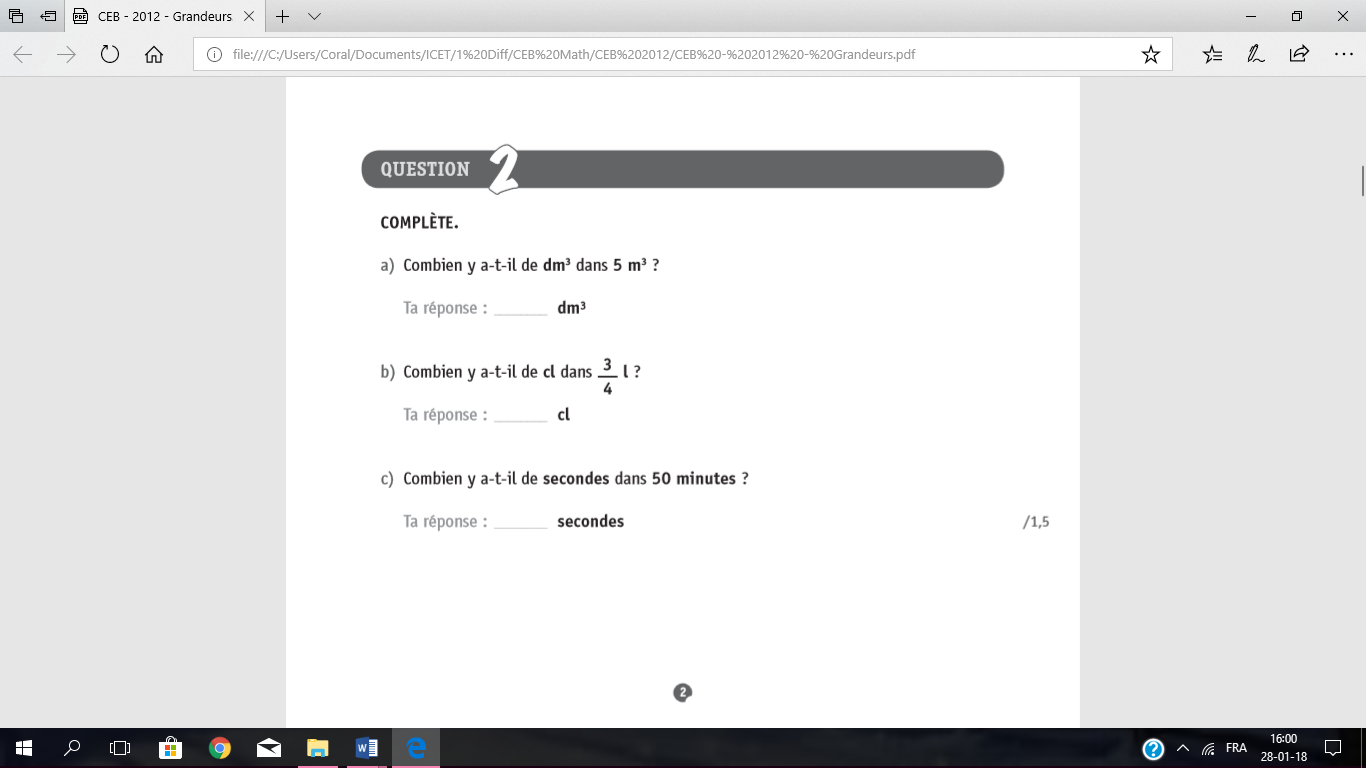 CEB - 2012 - Grandeurs
file:///C:/Users/Coral/Documents/ICET/1%20Diff/CEB%20Math/CEB%202012/CEB%20-%202012%20-%20Grandeurs.pdf
QUESTION 2
COMPLÈTE.
a) Combien y a-t-il de dm³ dans 5 m³ ?
Ta réponse : ______ dm³
b) Combien y a-t-il de cl dans 3/4 l ?
Ta réponse : ______ cl
c) Combien y a-t-il de secondes dans 50 minutes ?
Ta réponse : ______ secondes /1,5
2
FRA 16:00
28-01-18